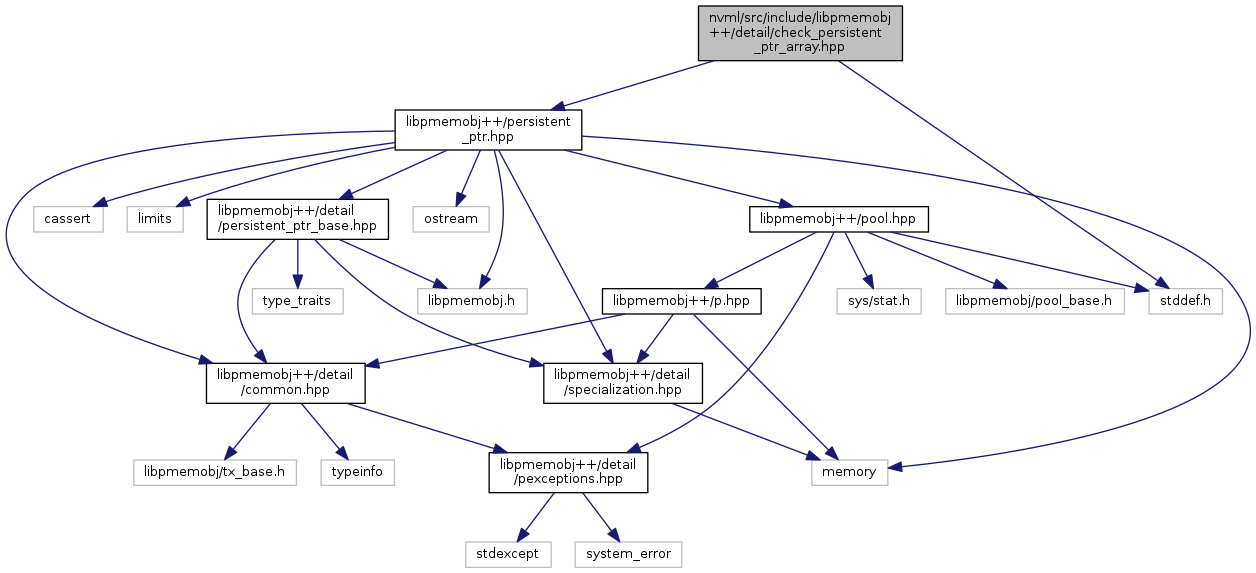 nvml/src/include/libpmemobj
++/detail/check_persistent
_ptr_array.hpp
libpmemobj++/persistent
_ptr.hpp
cassert
limits
libpmemobj++/detail
/persistent_ptr_base.hpp
ostream
libpmemobj++/pool.hpp
type_traits
libpmemobj.h
libpmemobj++/p.hpp
sys/stat.h
libpmemobj/pool_base.h
stddef.h
libpmemobj++/detail
/common.hpp
libpmemobj++/detail
/specialization.hpp
libpmemobj/tx_base.h
typeinfo
libpmemobj++/detail
/pexceptions.hpp
memory
stdexcept
system_error